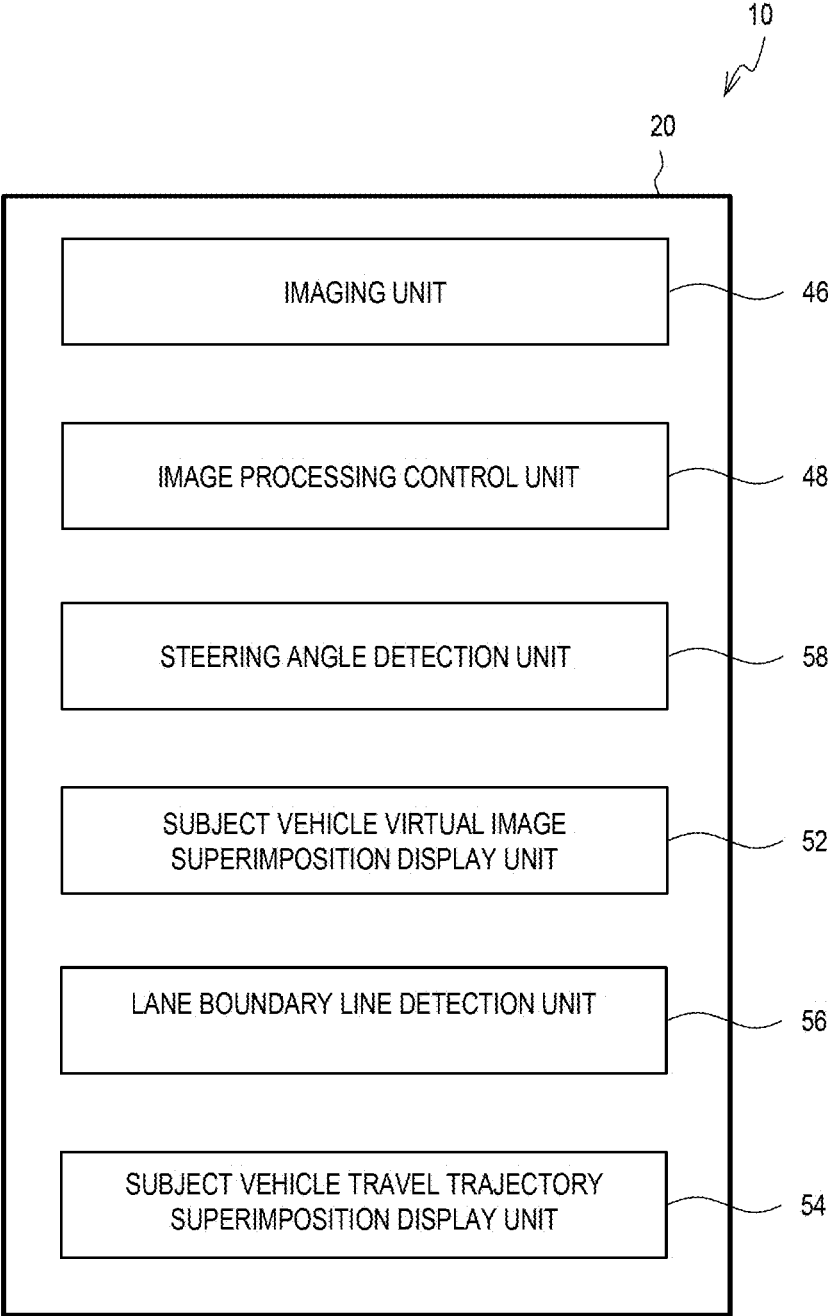 10
20
IMAGING UNIT
46
IMAGE PROCESSING CONTROL UNIT
48
STEERING ANGLE DETECTION UNIT
58
SUBJECT VEHICLE VIRTUAL IMAGE
SUPERIMPOSITION DISPLAY UNIT
52
LANE BOUNDARY LINE DETECTION UNIT
56
SUBJECT VEHICLE TRAVEL TRAJECTORY
SUPERIMPOSITION DISPLAY UNIT
54